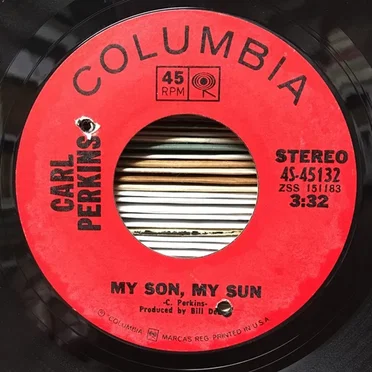 COLUMBIA
45
RPM
CARL
PERKINS
STEREO
4S-45132
ZSS 151183
3:32
MY SON, MY SUN
-C. Perkins-
Produced by Bill
© "COLUMBIA" MARCAS REG. PRINTED IN U.S.A.